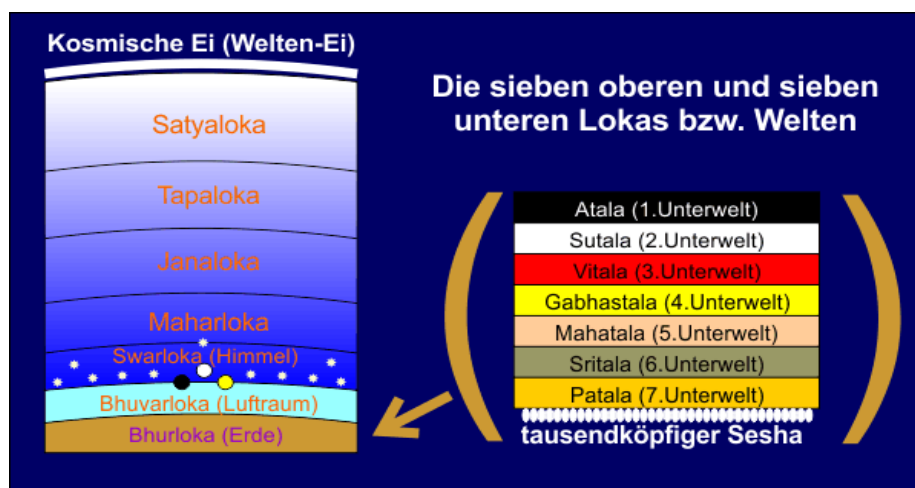 Kosmische Ei (Welten-Ei)
Satyaloka
Tapaloka
Janaloka
Maharloka
Swarloka (Himmel)
Bhuvarloka (Luftraum)
Bhurloka (Erde)
Die sieben oberen und sieben
unteren Lokas bzw. Welten
Atala (1.Unterwelt)
Sutala (2.Unterwelt)
Vitala (3.Unterwelt)
Gabhastala (4.Unterwelt)
Mahatala (5.Unterwelt)
Sritala (6.Unterwelt)
Patala (7.Unterwelt)
tausendköpfiger Sesha